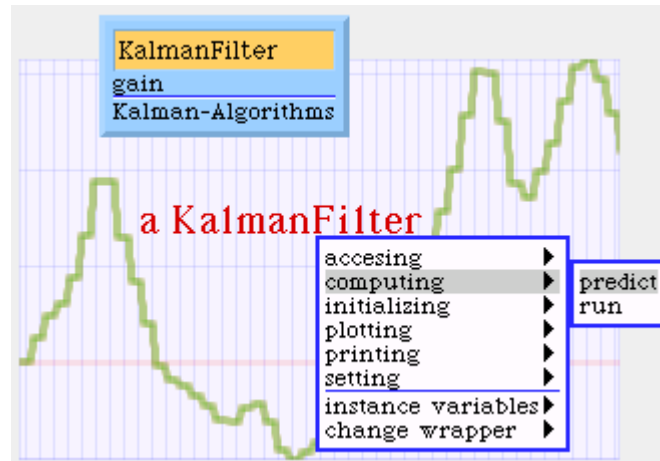 KalmanFilter
gain
Kalman-Algorithms
a KalmanFilter
accesing
computing
predict
initializing
run
plotting
printing
setting
instance variables
change wrapper